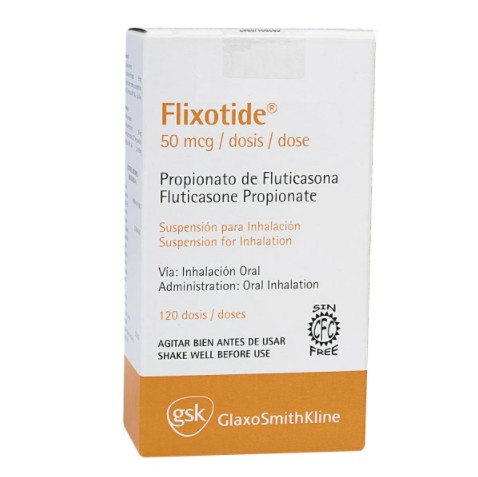 Flixotide®
50 mcg / dosis / dose
Propionato de Fluticasona
Fluticasone Propionate
Suspensión para Inhalación
Suspension for Inhalation
Vía: Inhalación Oral
Administration: Oral Inhalation
120 dosis / doses
SIN
CFC
FREE
AGITAR BIEN ANTES DE USAR
SHAKE WELL BEFORE USE
gsk
GlaxoSmithKline